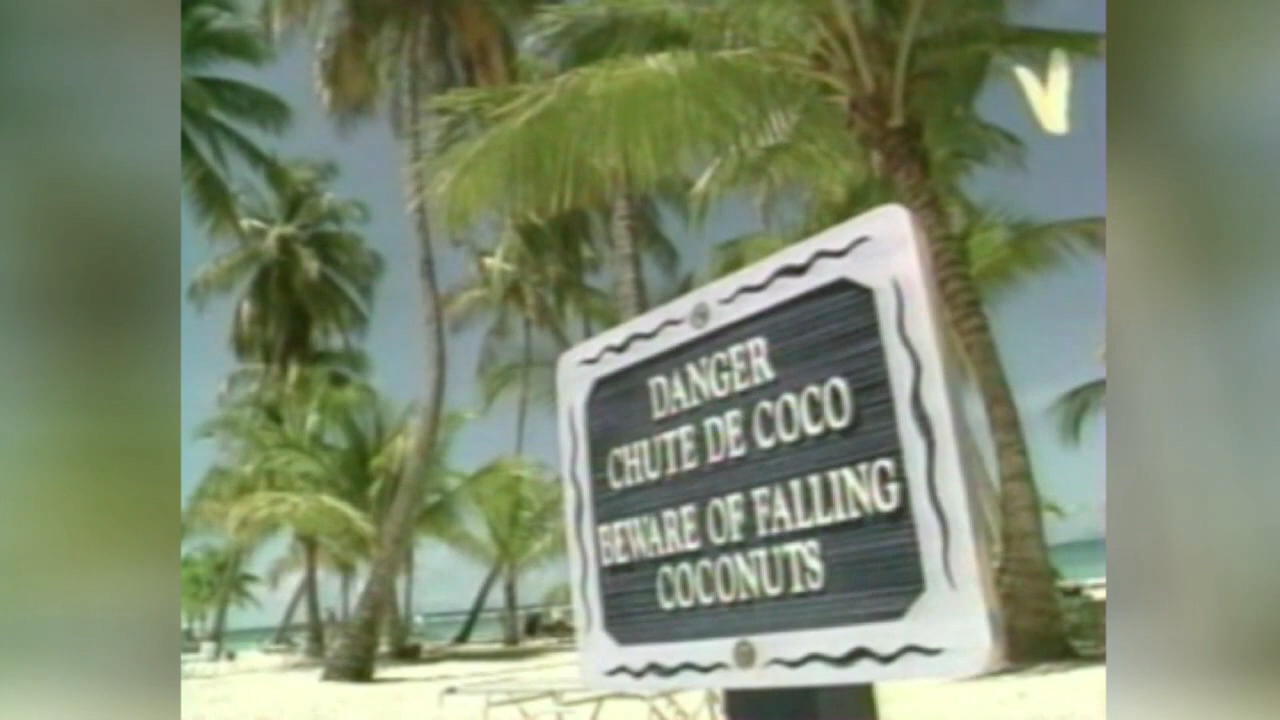 V
DANGER
CHUTE DE COCO
BEWARE OF FALLING
COCONUTS